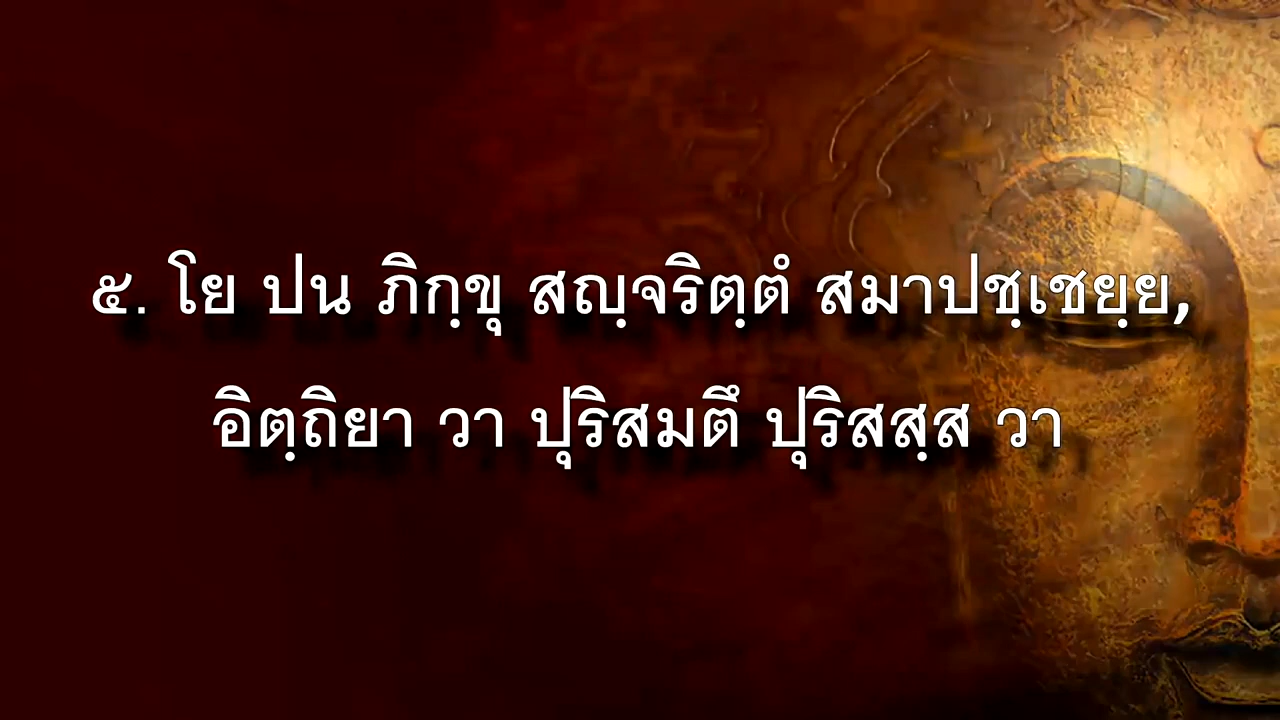 ๕. โย ปน ภิกฺขุ สญฺจริตฺตํ สมาปชฺเชยฺย,
อิตฺถิยา วา ปุริสมตึ ปุริสสฺส วา